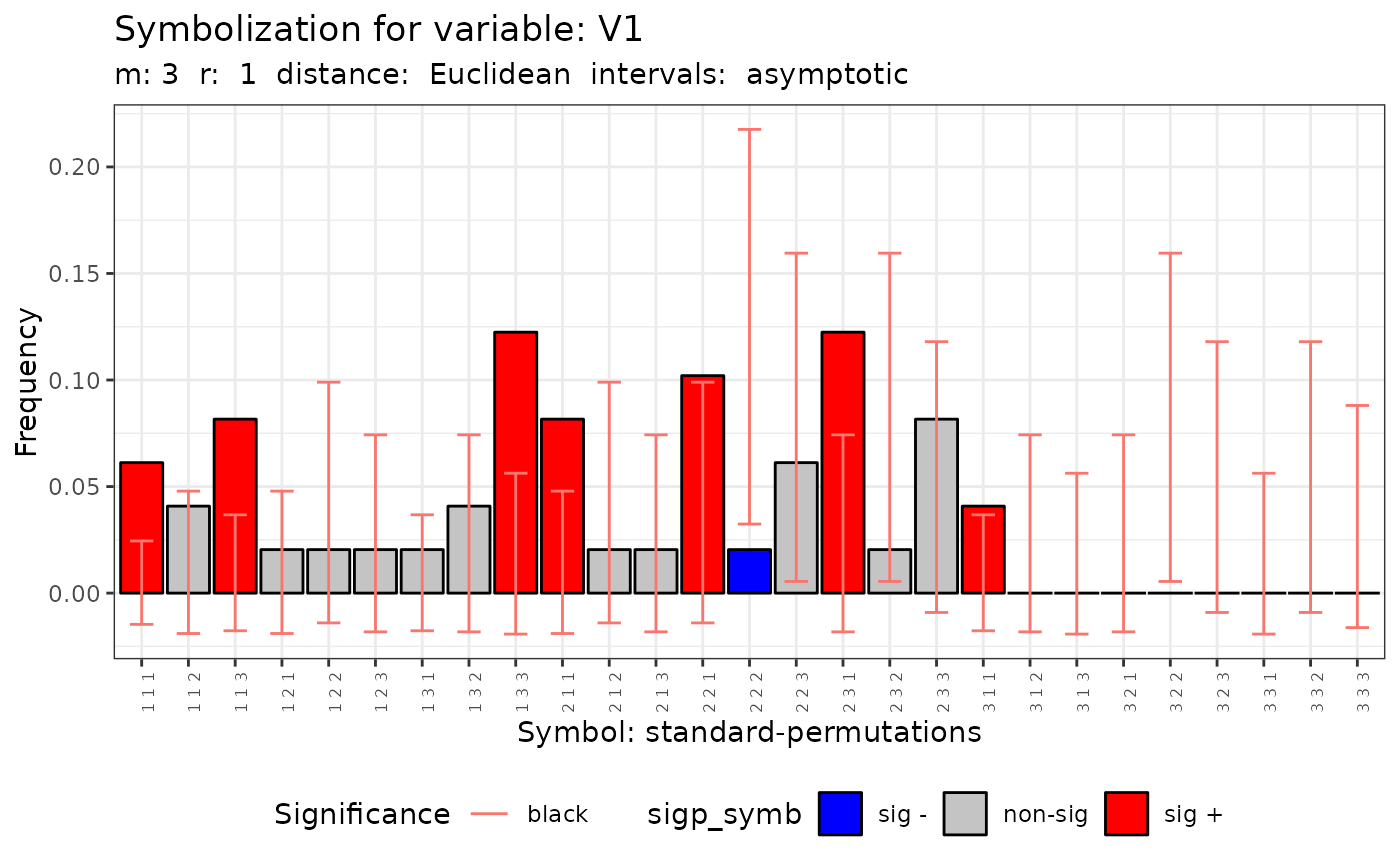 Symbolization for variable: V1
m: 3 r: 1 distance: Euclidean intervals: asymptotic
Frequency
0.20
0.15
0.10
0.05
0.00
1 1 1
1 1 2
1 1 3
1 2 1
1 2 2
1 2 3
1 3 1
1 3 2
1 3 3
2 1 1
2 1 2
2 1 3
2 2 1
2 2 2
2 2 3
2 3 1
2 3 2
2 3 3
3 1 1
3 1 2
3 1 3
3 2 1
3 2 2
3 2 3
3 3 1
3 3 2
3 3 3
Symbol: standard-permutations
Significance black sigp_symb sig - non-sig sig +